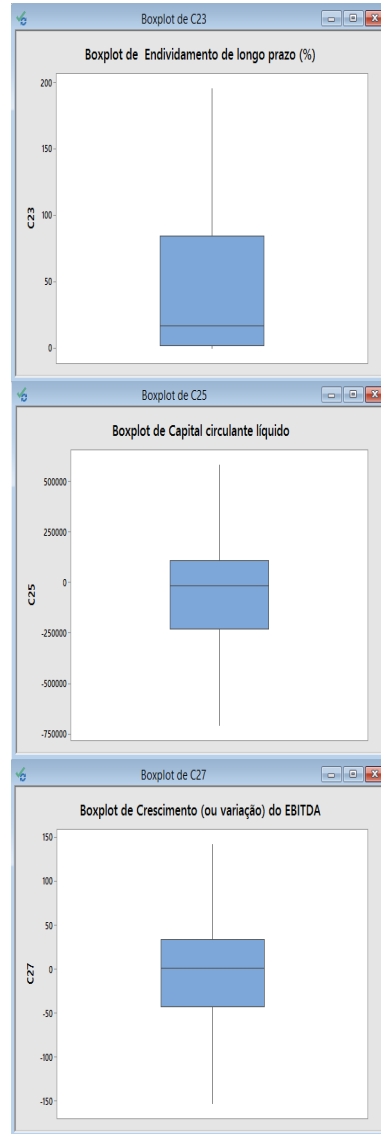 Boxplot de C23
Boxplot de Endividamento de longo prazo (%)
200
150
100
50
0
C23
Boxplot de C25
Boxplot de Capital circulante líquido
500000
250000
0
-250000
-500000
-750000
C25
Boxplot de C27
Boxplot de Crescimento (ou variação) do EBITDA
150
100
50
0
-50
-100
-150
C27